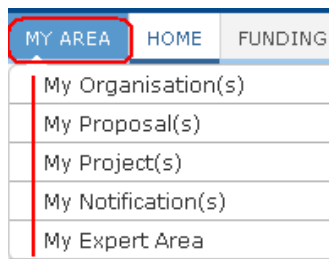 MY AREA HOME FUNDING
My Organisation(s)
My Proposal(s)
My Project(s)
My Notification(s)
My Expert Area